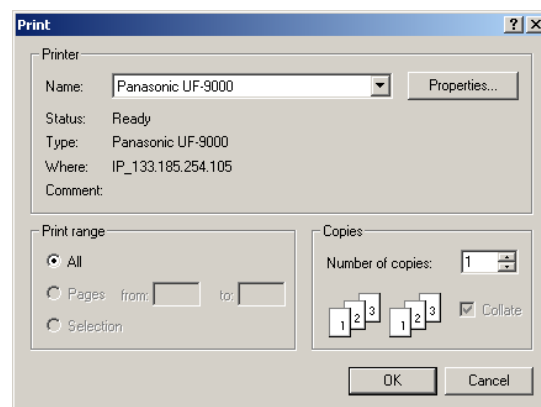 Print
Printer
Name: Panasonic UF-9000 Properties...
Status: Ready
Type: Panasonic UF-9000
Where: IP_133.185.254.105
Comment:
Print range
All
Pages from: to:
Selection
Copies
Number of copies: 1
1 2 3 1 2 3 Collate
OK Cancel